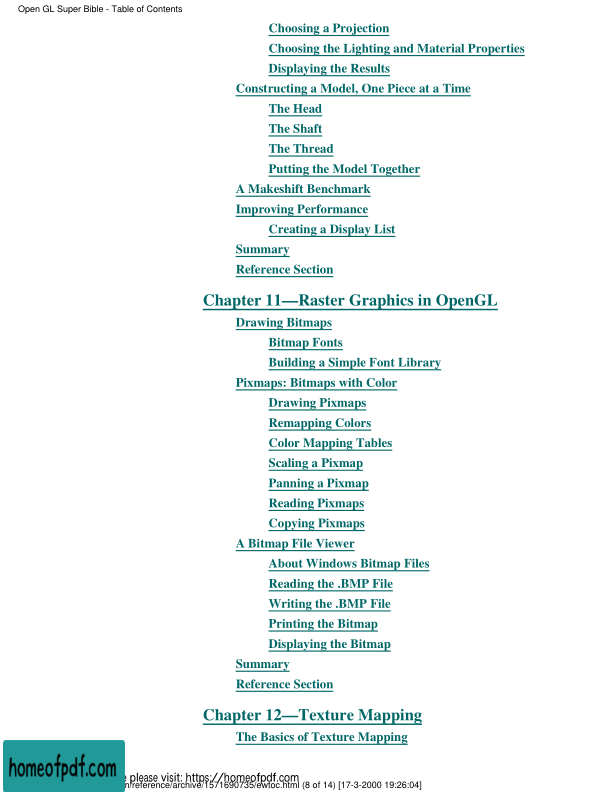 Open GL Super Bible - Table of Contents
Choosing a Projection
Choosing the Lighting and Material Properties
Displaying the Results
Constructing a Model, One Piece at a Time
The Head
The Shaft
The Thread
Putting the Model Together
A Makeshift Benchmark
Improving Performance
Creating a Display List
Summary
Reference Section
Chapter 11—Raster Graphics in OpenGL
Drawing Bitmaps
Bitmap Fonts
Building a Simple Font Library
Pixmaps: Bitmaps with Color
Drawing Pixmaps
Remapping Colors
Color Mapping Tables
Scaling a Pixmap
Panning a Pixmap
Reading Pixmaps
Copying Pixmaps
A Bitmap File Viewer
About Windows Bitmap Files
Reading the .BMP File
Writing the .BMP File
Printing the Bitmap
Displaying the Bitmap
Summary
Reference Section
Chapter 12—Texture Mapping
The Basics of Texture Mapping
homeofpdf.com
please visit: https://homeofpdf.com
/reference/archive/1571690735/ewtoc.html (8 of 14) [17-3-2000 19:26:04]